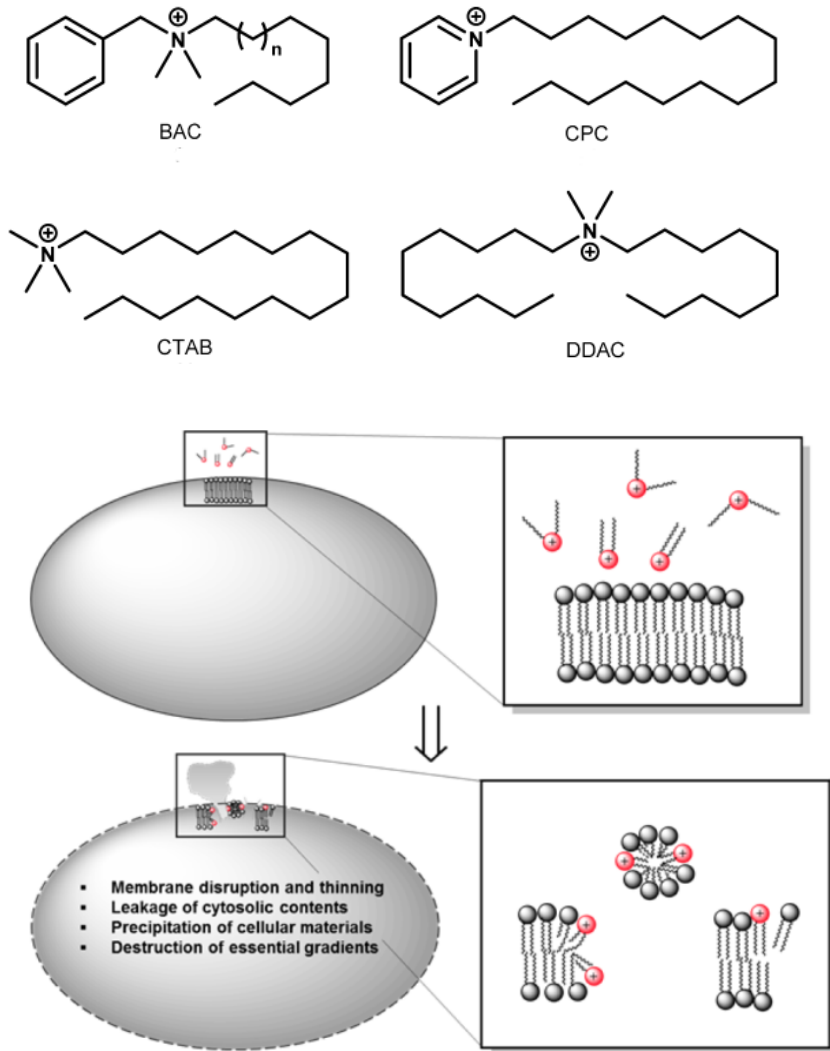 ⊕
N
( )n
BAC
⊕
N
CPC
⊕
N
CTAB
N
⊕
DDAC
+
+
+
+
+
▪ Membrane disruption and thinning
▪ Leakage of cytosolic contents
▪ Precipitation of cellular materials
▪ Destruction of essential gradients
+
+
+
+
+